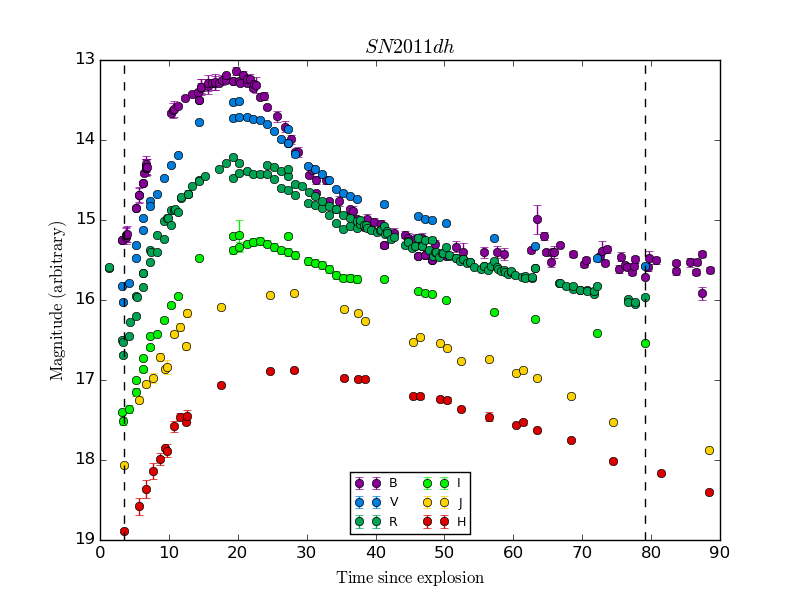 SN2011dh
13
14
15
16
17
18
19
Magnitude (arbitrary)
0 10 20 30 40 50 60 70 80 90
Time since explosion
B I
V J
R H